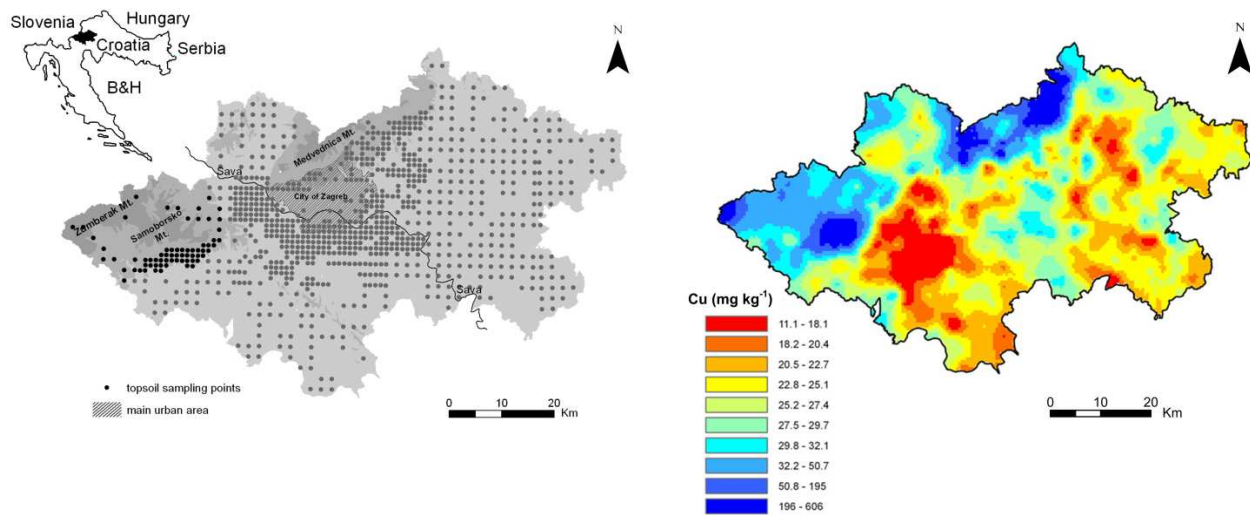 Slovenia
Hungary
Croatia
Serbia
B&H
N
Medvednica Mt.
Sava
City of Zagreb
Žumberak Mt.
Samoborsko
Mt.
Sava
topsoil sampling points
main urban area
0 10 20
Km
N
Cu (mg kg-1)
11.1 - 18.1
18.2 - 20.4
20.5 - 22.7
22.8 - 25.1
25.2 - 27.4
27.5 - 29.7
29.8 - 32.1
32.2 - 50.7
50.8 - 195
196 - 606
0 10 20
Km